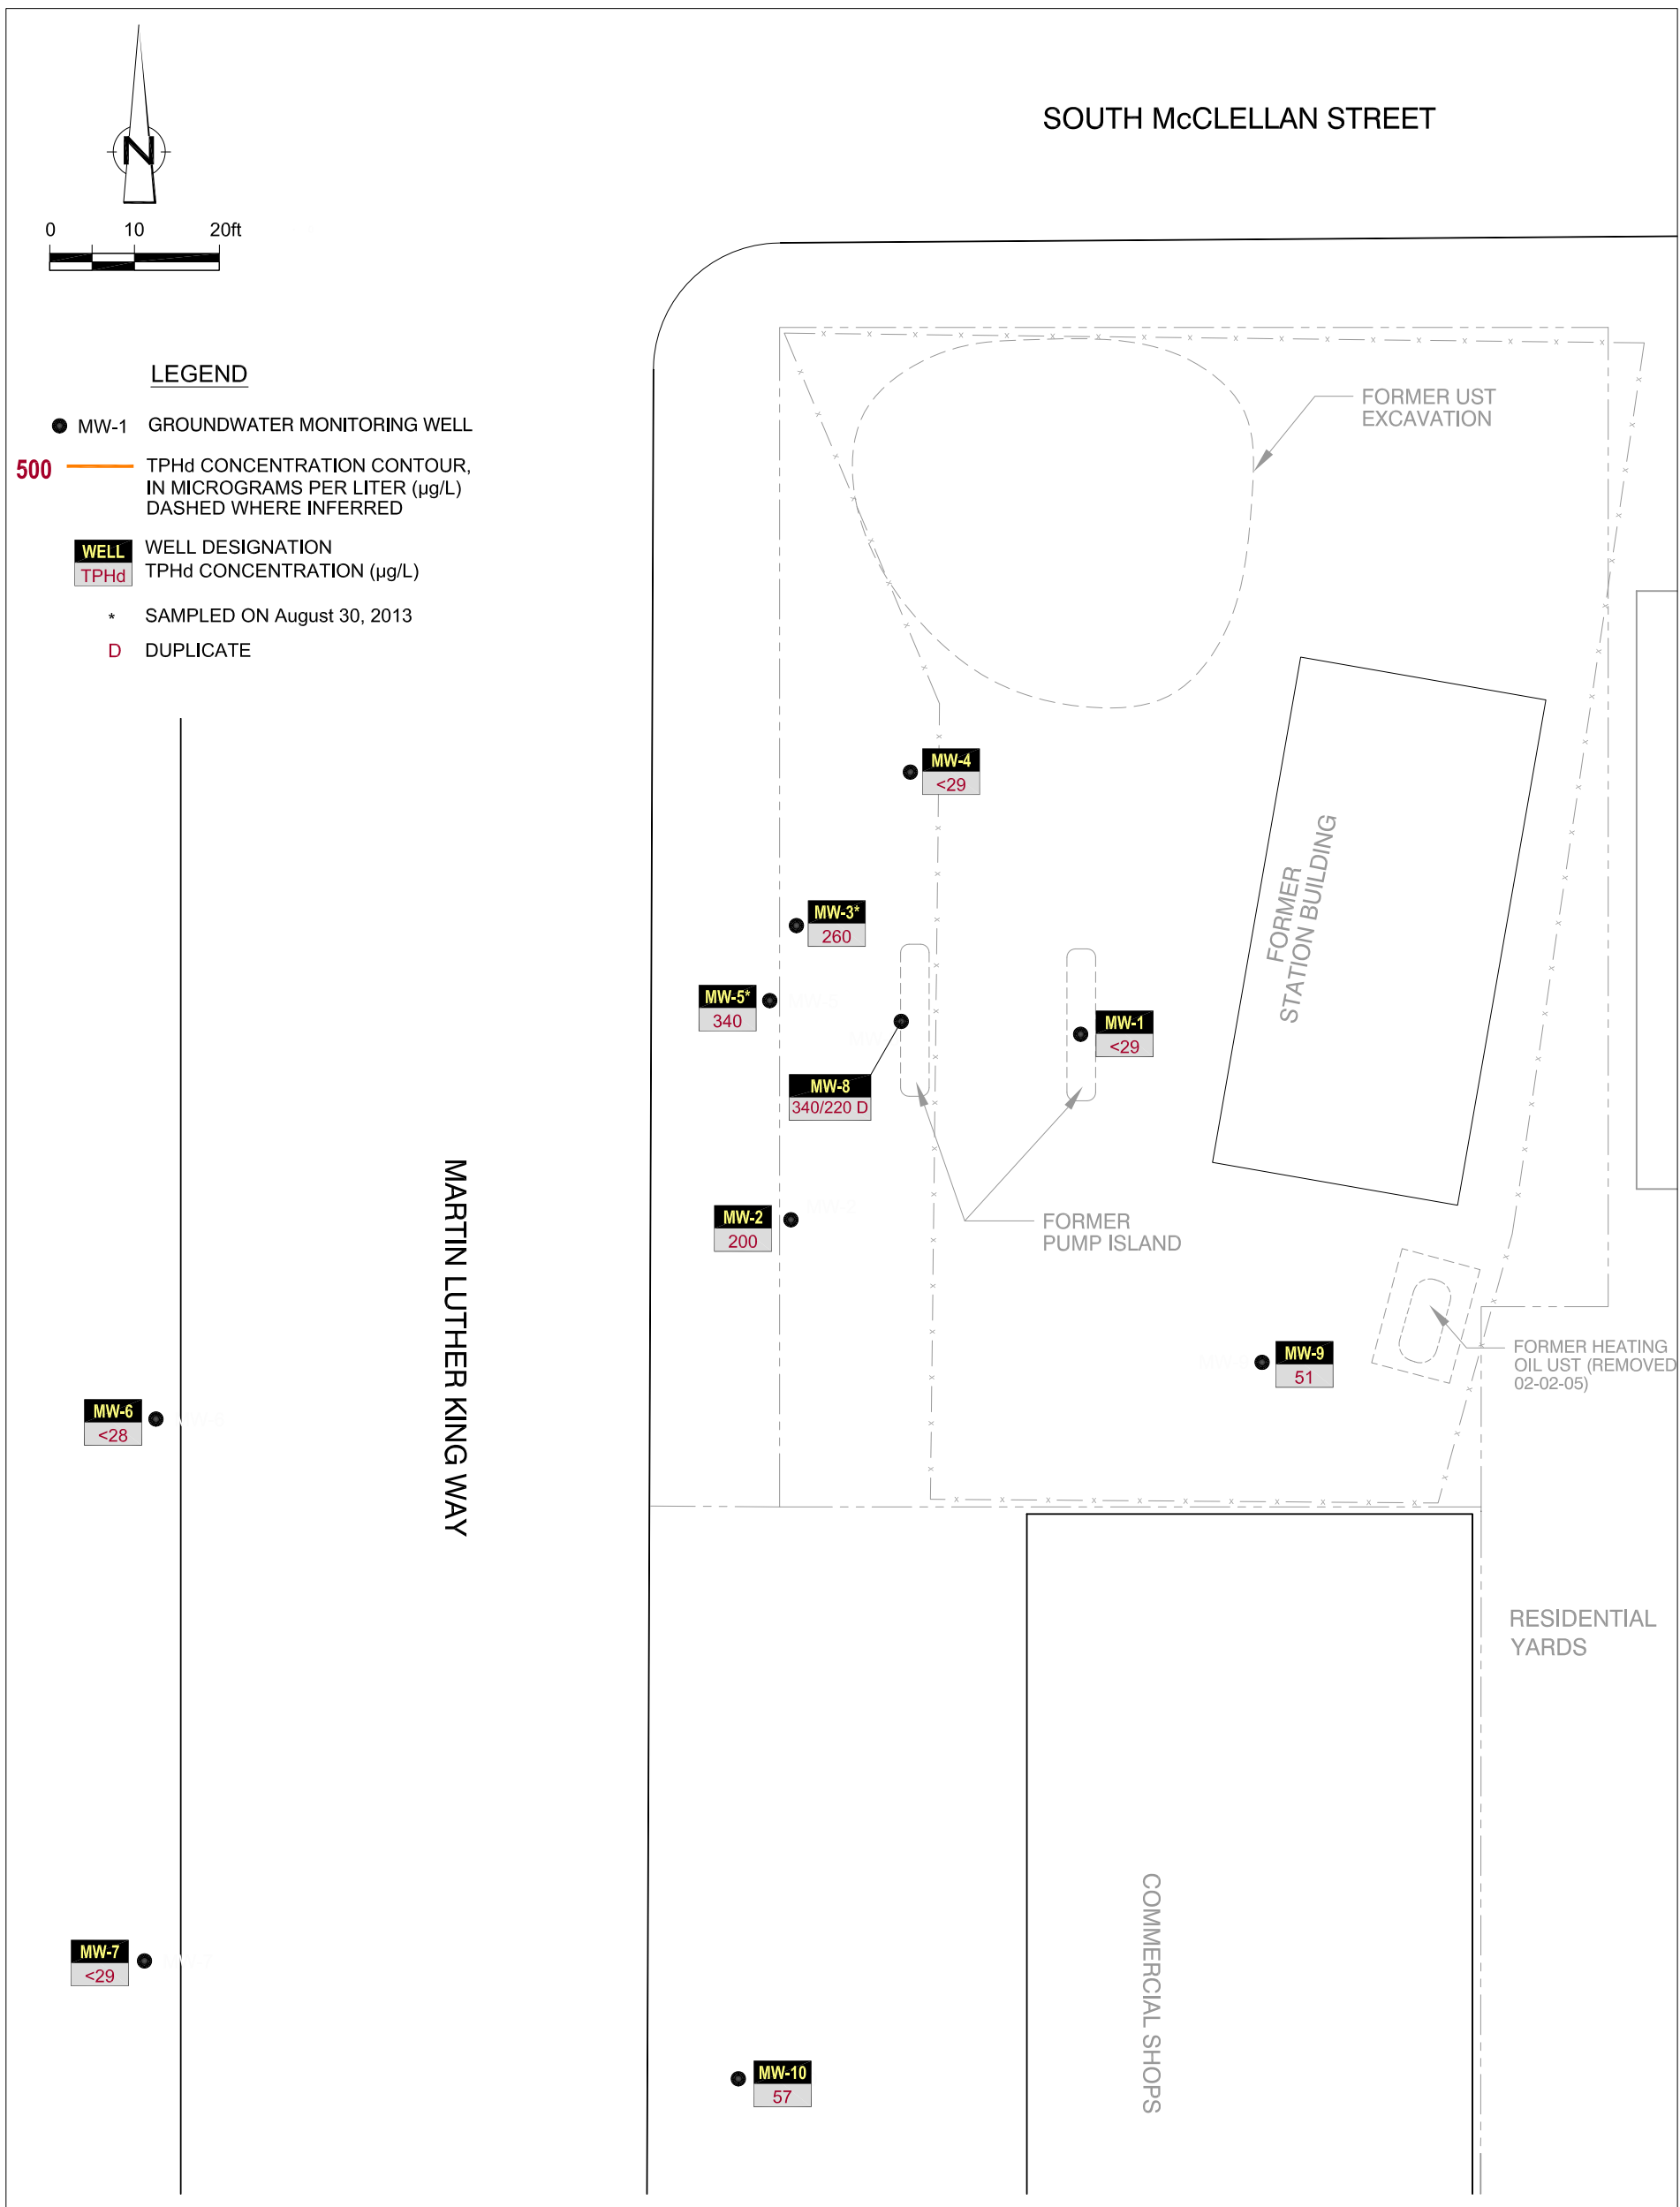 SOUTH McCLELLAN STREET
N
0 10 20ft
LEGEND
MW-1 GROUNDWATER MONITORING WELL
500 TPHd CONCENTRATION CONTOUR,
IN MICROGRAMS PER LITER (µg/L)
DASHED WHERE INFERRED
WELL WELL DESIGNATION
TPHd TPHd CONCENTRATION (µg/L)
* SAMPLED ON August 30, 2013
D DUPLICATE
FORMER UST
EXCAVATION
MW-4
<29
MW-3*
260
MW-5*
340
MW-1
<29
MW-8
340/220 D
FORMER
STATION BUILDING
MW-2
200
FORMER
PUMP ISLAND
MARTIN LUTHER KING WAY
MW-9
51
FORMER HEATING
OIL UST (REMOVED
02-02-05)
MW-6
<28
RESIDENTIAL
YARDS
COMMERCIAL SHOPS
MW-7
<29
MW-10
57